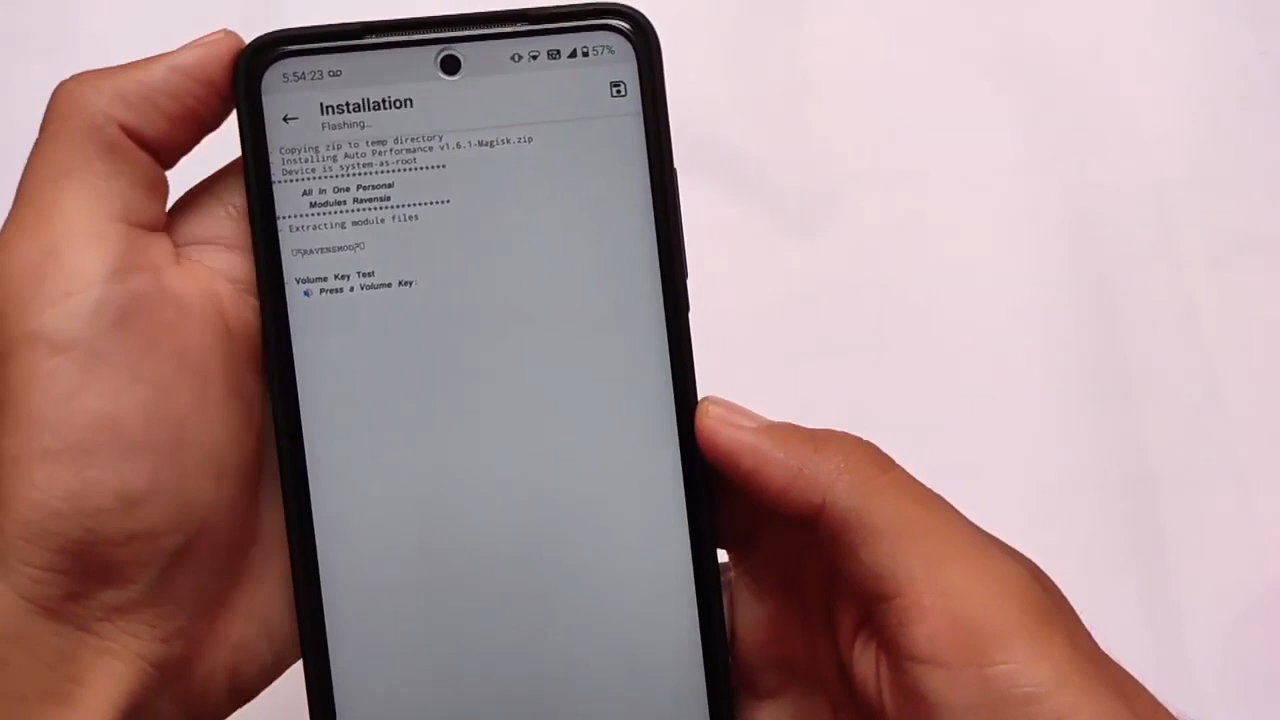 5:54:23
57%
Installation
Flashing...
- Copying zip to temp directory
- Installing Auto Performance v1.6.1-Magisk.zip
- Device is system-as-root
All In One Personal
Modules Ravensia
- Extracting module files
RAVENSMOD
- Volume Key Test
🔊 Press a Volume Key: